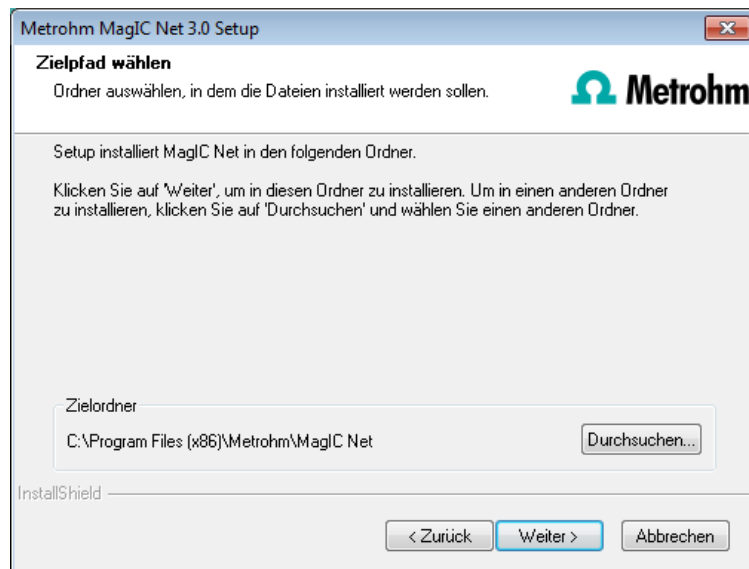 Metrohm MagIC Net 3.0 Setup
Zielpfad wählen
Ordner auswählen, in dem die Dateien installiert werden sollen.
Metrohm
Setup installiert MagIC Net in den folgenden Ordner.
Klicken Sie auf 'Weiter', um in diesen Ordner zu installieren. Um in einen anderen Ordner
zu installieren, klicken Sie auf 'Durchsuchen' und wählen Sie einen anderen Ordner.
Zielordner
C:\Program Files (x86)\Metrohm\MagIC Net
Durchsuchen...
InstallShield
< Zurück
Weiter >
Abbrechen